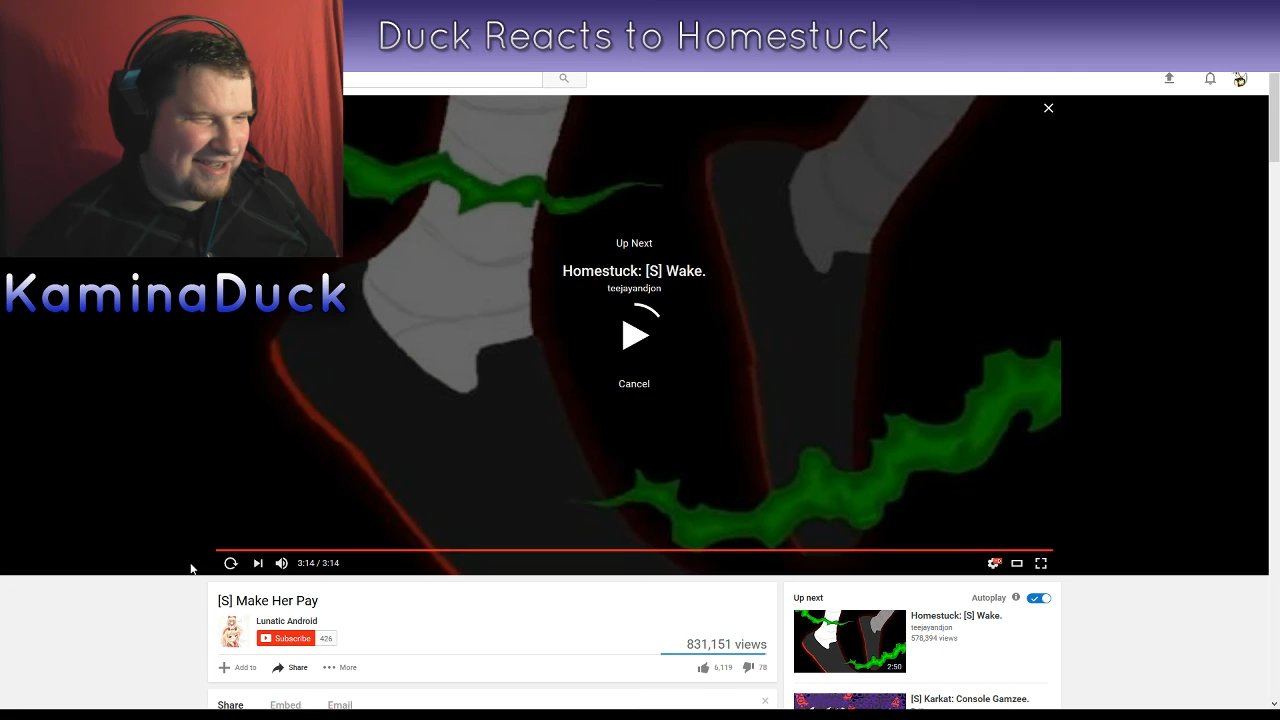 Duck Reacts to Homestuck
KaminaDuck
Up Next
Homestuck: [S] Wake.
teejayandjon
Cancel
3:14 / 3:14
[S] Make Her Pay
Lunatic Android
Subscribe 426
831,151 views
Add to Share More
6,119 78
Share Embed Email
Up next Autoplay
Homestuck: [S] Wake.
teejayandjon
578,394 views
2:50
[S] Karkat: Console Gamzee.